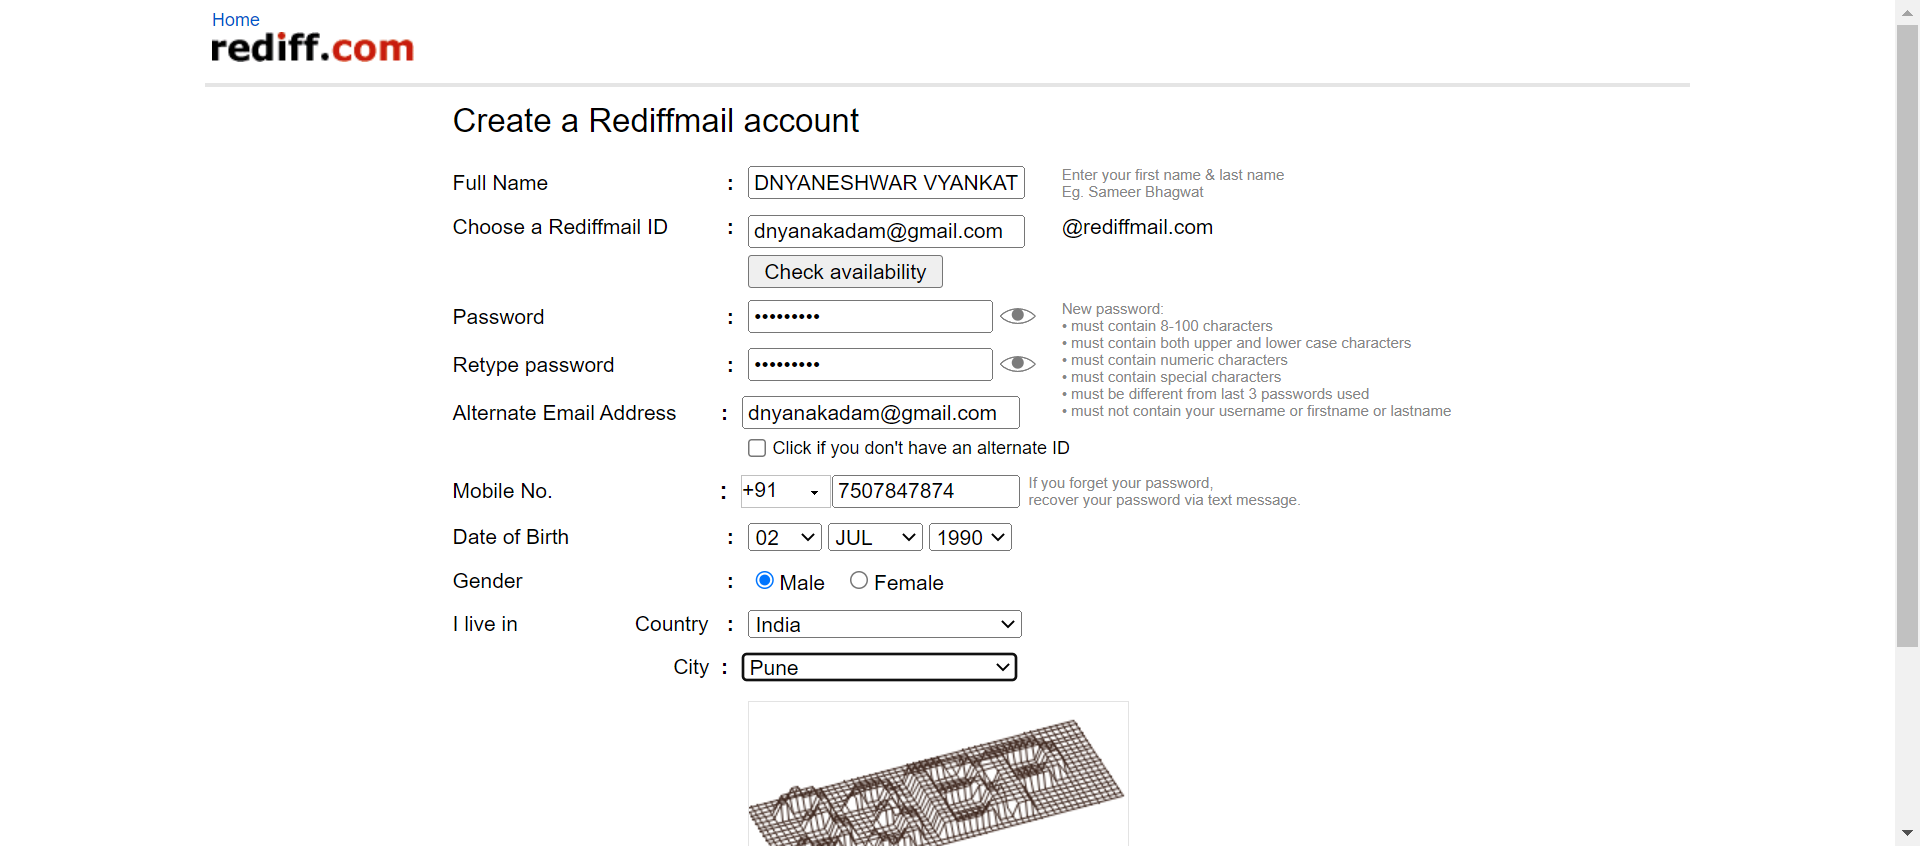 Home
rediff.com
Create a Rediffmail account
Full Name : DNYANESHWAR VYANKAT
Enter your first name & last name
Eg. Sameer Bhagwat
Choose a Rediffmail ID : dnyanakadam@gmail.com @rediffmail.com
Check availability
Password : •••••••••
Retype password : •••••••••
New password:
• must contain 8-100 characters
• must contain both upper and lower case characters
• must contain numeric characters
• must contain special characters
• must be different from last 3 passwords used
• must not contain your username or firstname or lastname
Alternate Email Address : dnyanakadam@gmail.com
Click if you don't have an alternate ID
Mobile No. : +91 7507847874
If you forget your password,
recover your password via text message.
Date of Birth : 02 JUL 1990
Gender : Male Female
I live in Country : India
City : Pune